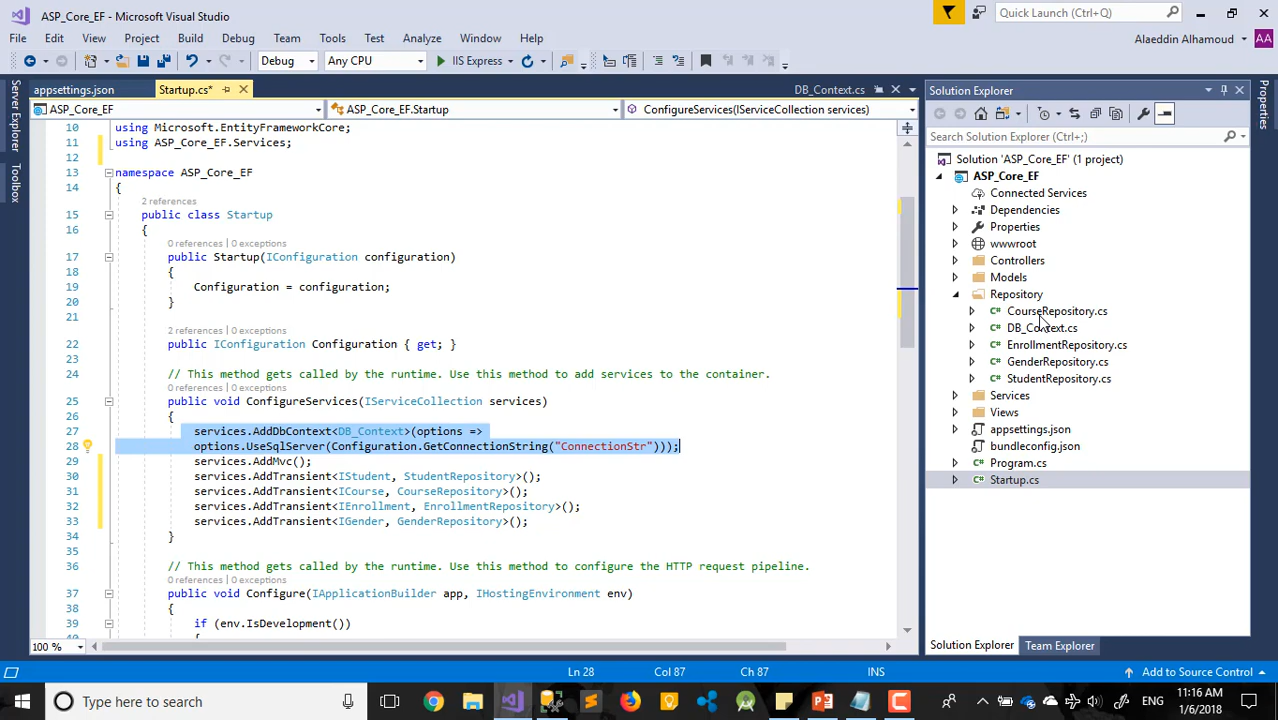 ASP_Core_EF - Microsoft Visual Studio
Quick Launch (Ctrl+Q)
File Edit View Project Build Debug Team Tools Test Analyze Window Help
Alaeddin Alhamoud AA
Debug Any CPU IIS Express
appsettings.json Startup.cs* DB_Context.cs
ASP_Core_EF ASP_Core_EF.Startup ConfigureServices(IServiceCollection services)
Server Explorer
Toolbox
10 using Microsoft.EntityFrameworkCore;
11 using ASP_Core_EF.Services;
12
13 namespace ASP_Core_EF
14 {
2 references
15 public class Startup
16 {
0 references | 0 exceptions
17 public Startup(IConfiguration configuration)
18 {
19 Configuration = configuration;
20 }
21
2 references | 0 exceptions
22 public IConfiguration Configuration { get; }
23
24 // This method gets called by the runtime. Use this method to add services to the container.
0 references | 0 exceptions
25 public void ConfigureServices(IServiceCollection services)
26 {
27 services.AddDbContext<DB_Context>(options =>
28 options.UseSqlServer(Configuration.GetConnectionString("ConnectionStr")));
29 services.AddMvc();
30 services.AddTransient<IStudent, StudentRepository>();
31 services.AddTransient<ICourse, CourseRepository>();
32 services.AddTransient<IEnrollment, EnrollmentRepository>();
33 services.AddTransient<IGender, GenderRepository>();
34 }
35
36 // This method gets called by the runtime. Use this method to configure the HTTP request pipeline.
0 references | 0 exceptions
37 public void Configure(IApplicationBuilder app, IHostingEnvironment env)
38 {
39 if (env.IsDevelopment())
40 {
100 %
Solution Explorer
Search Solution Explorer (Ctrl+;)
Solution 'ASP_Core_EF' (1 project)
ASP_Core_EF
Connected Services
Dependencies
Properties
wwwroot
Controllers
Models
Repository
C# CourseRepository.cs
C# DB_Context.cs
C# EnrollmentRepository.cs
C# GenderRepository.cs
C# StudentRepository.cs
Services
Views
appsettings.json
bundleconfig.json
C# Program.cs
C# Startup.cs
Solution Explorer Team Explorer
Properties
Ln 28 Col 87 Ch 87 INS Add to Source Control
Type here to search
11:16 AM
1/6/2018